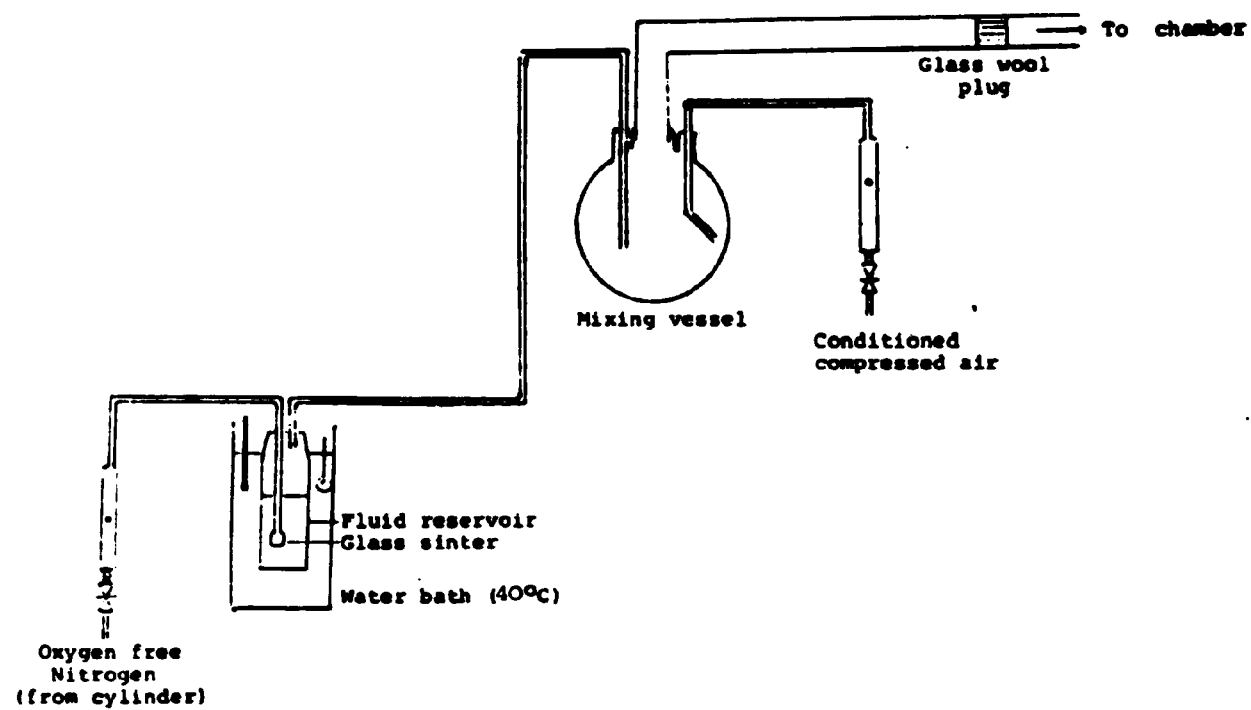 To chamber
Glass wool
plug
Mixing vessel
Conditioned
compressed air
Fluid reservoir
Glass sinter
Water bath (40°C)
Oxygen free
Nitrogen
(from cylinder)